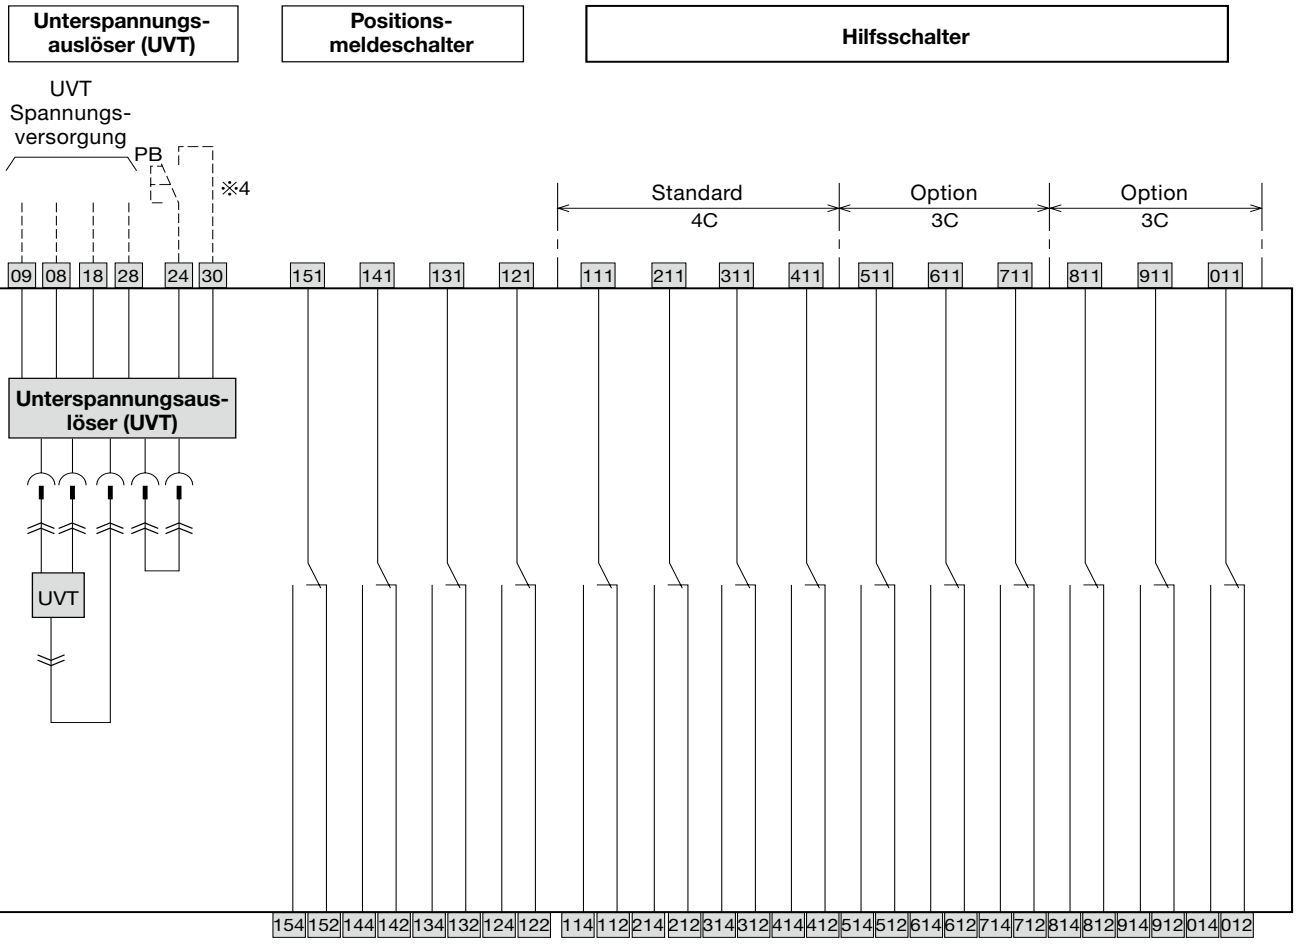 Unterspannungs-
auslöser (UVT)
Positions-
meldeschalter
Hilfsschalter
UVT
Spannungs-
versorgung
PB
※4
Standard
4C
Option
3C
Option
3C
09 08 18 28 24 30 151 141 131 121 111 211 311 411 511 611 711 811 911 011
Unterspannungsaus-
löser (UVT)
UVT
154 152 144 142 134 132 124 122 114 112 214 212 314 312 414 412 514 512 614 612 714 712 814 812 914 912 014 012